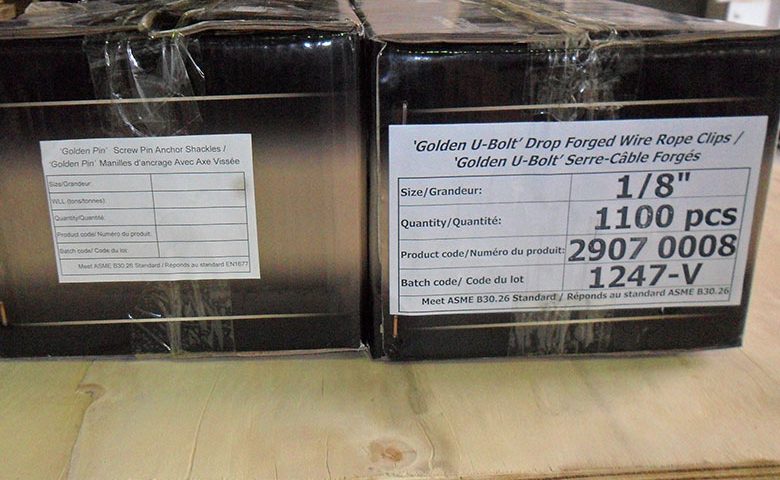 'Golden Pin' Screw Pin Anchor Shackles /
'Golden Pin' Manilles d'ancrage Avec Axe Vissée
Size/Grandeur:
WLL (tons/tonnes):
Quantity/Quantité:
Product code/Numéro du produit:
Batch code/ Code du lot:
Meet ASME B30.26 Standard / Réponds au standard EN1677
'Golden U-Bolt' Drop Forged Wire Rope Clips /
'Golden U-Bolt' Serre-Câble Forgés
Size/Grandeur: 1/8"
Quantity/Quantité: 1100 pcs
Product code/Numéro du produit: 2907 0008
Batch code/ Code du lot 1247-V
Meet ASME B30.26 Standard / Réponds au standard ASME B30.26